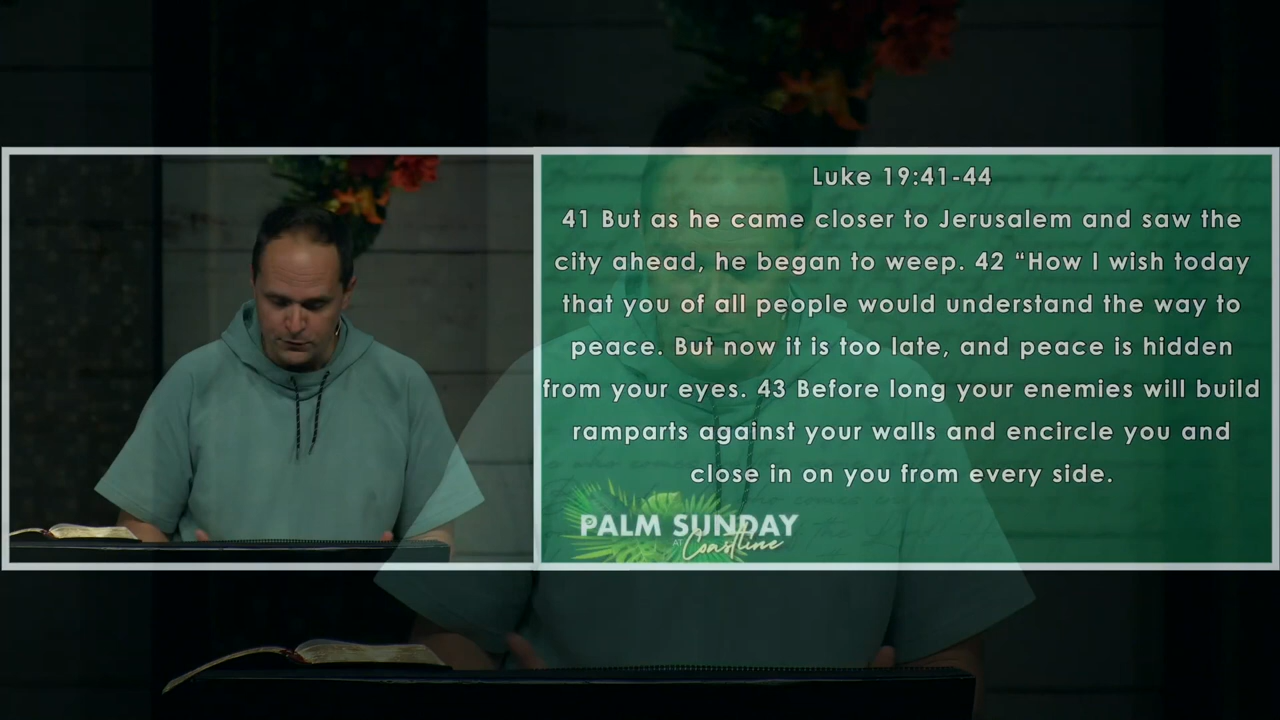 Luke 19:41-44
41 But as he came closer to Jerusalem and saw the
city ahead, he began to weep. 42 “How I wish today
that you of all people would understand the way to
peace. But now it is too late, and peace is hidden
from your eyes. 43 Before long your enemies will build
ramparts against your walls and encircle you and
close in on you from every side.
PALM SUNDAY
AT Coastline